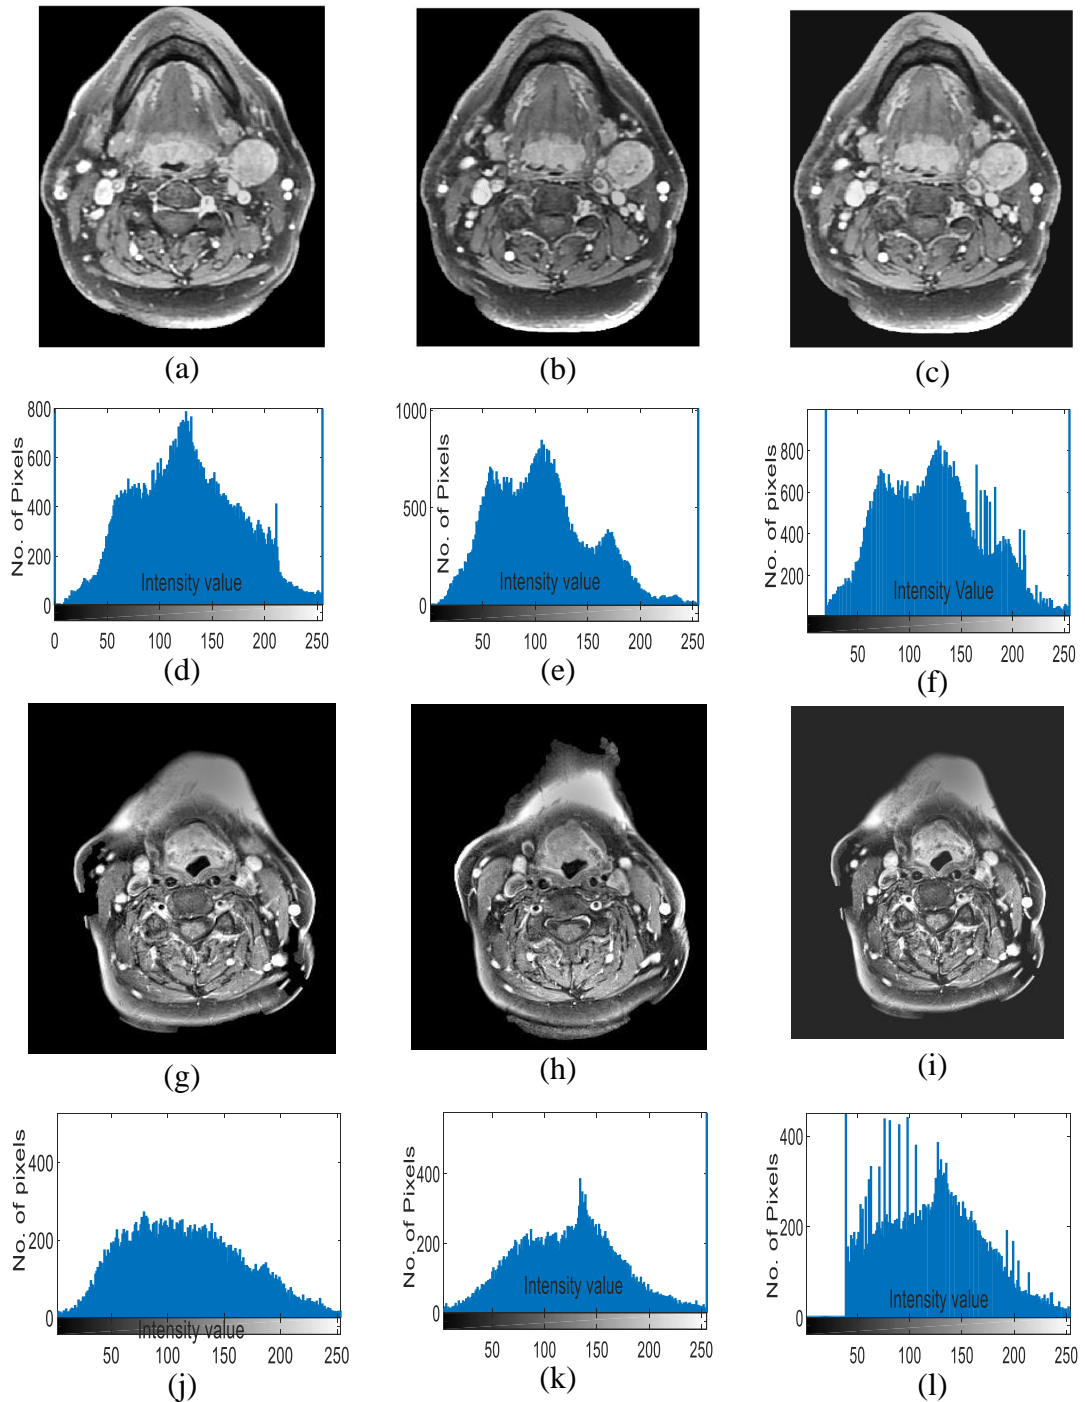 (a)
(b)
(c)
No. of Pixels
800
600
400
200
0
Intensity value
0 50 100 150 200 250
(d)
No. of Pixels
1000
500
0
Intensity value
50 100 150 200 250
(e)
No. of pixels
800
600
400
200
Intensity Value
50 100 150 200 250
(f)
(g)
(h)
(i)
No. of pixels
400
200
0
Intensity value
50 100 150 200 250
(j)
No. of Pixels
400
200
0
Intensity value
50 100 150 200 250
(k)
No. of Pixels
400
200
0
Intensity value
50 100 150 200 250
(l)